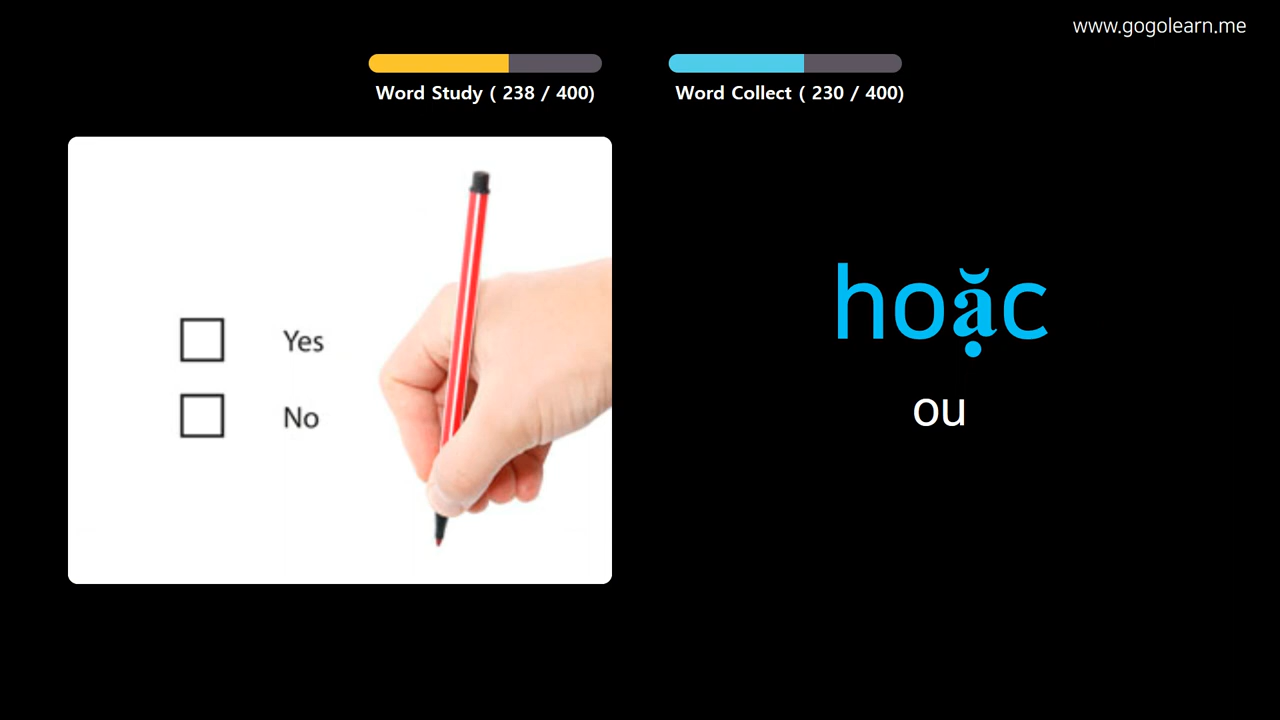 www.gogolearn.me
Word Study ( 238 / 400)
Word Collect ( 230 / 400)
Yes
No
hoặc
ou